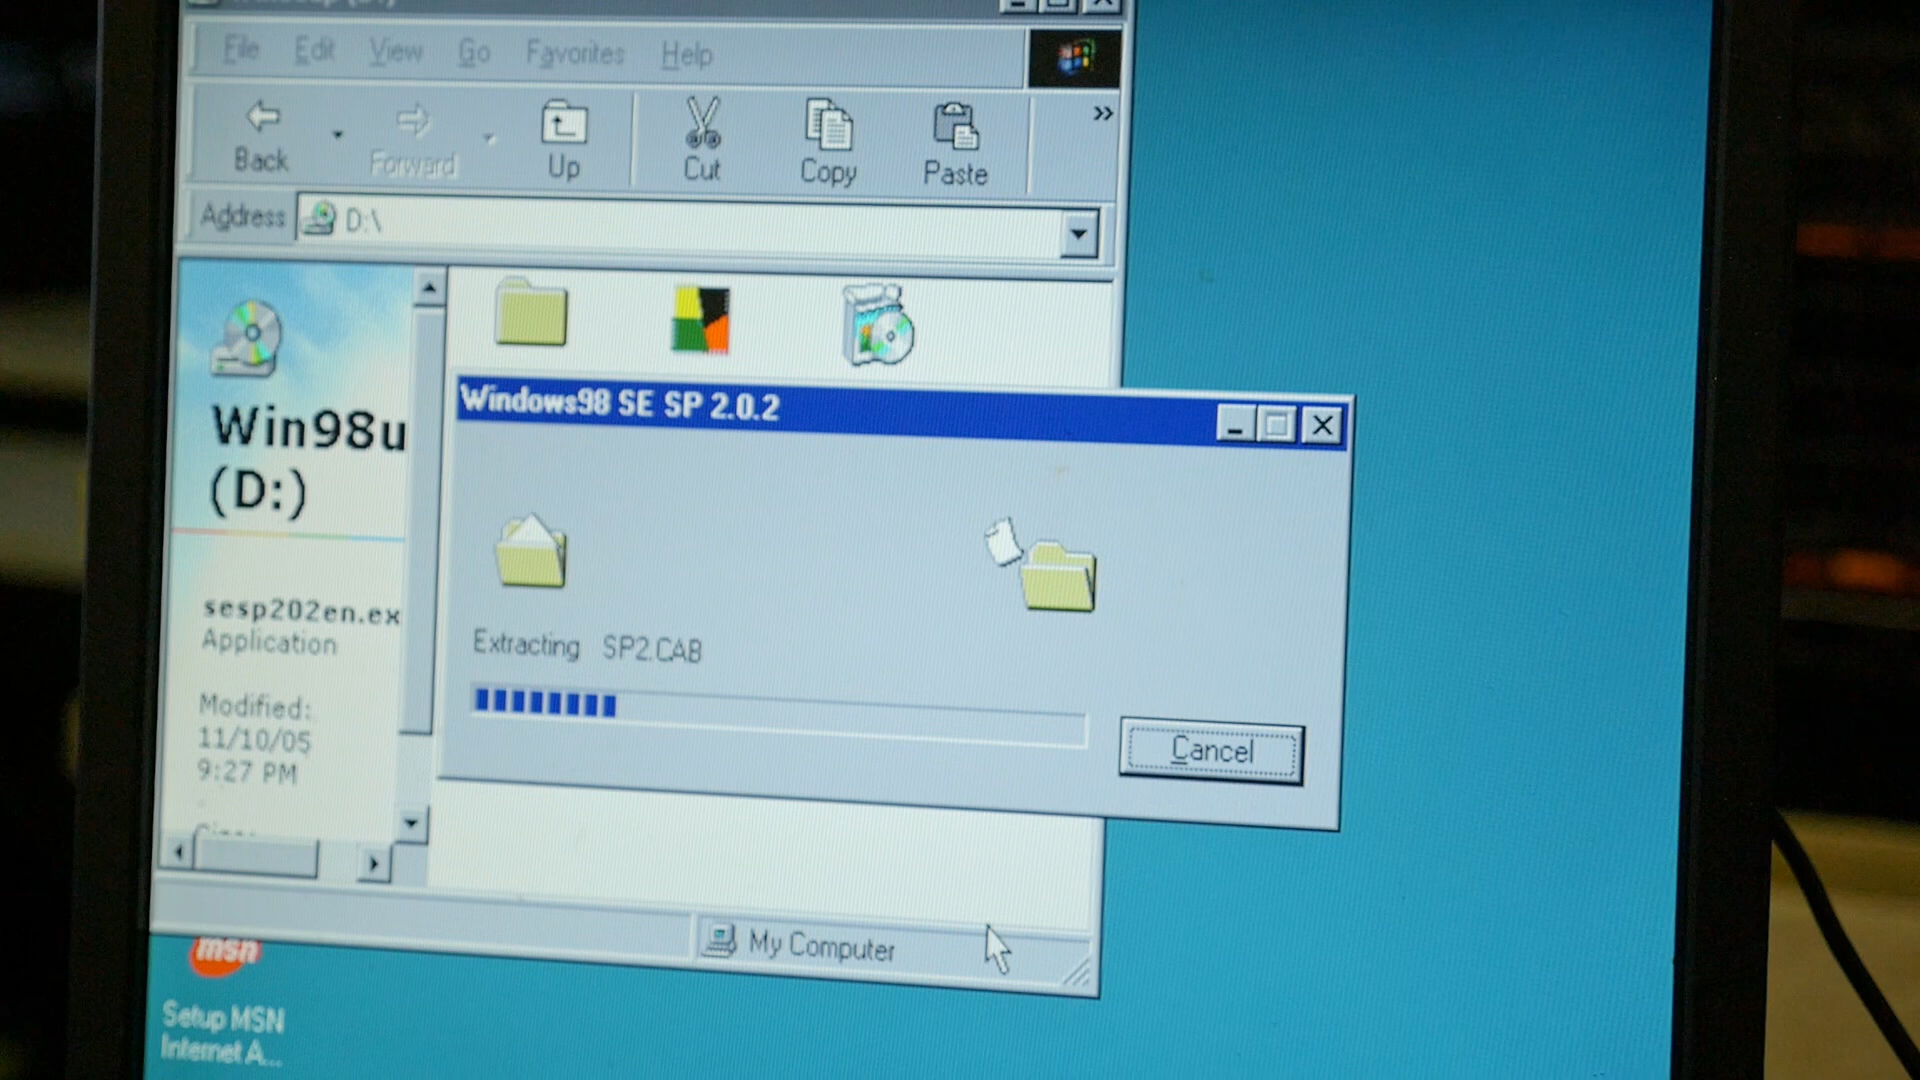 File Edit View Go Favorites Help
Back Forward Up Cut Copy Paste
Address D:\
Win98u
(D:)
Windows98 SE SP 2.0.2
sesp202en.ex
Application
Extracting SP2.CAB
Modified:
11/10/05
9:27 PM
Cancel
My Computer
msn
Setup MSN
Internet A...